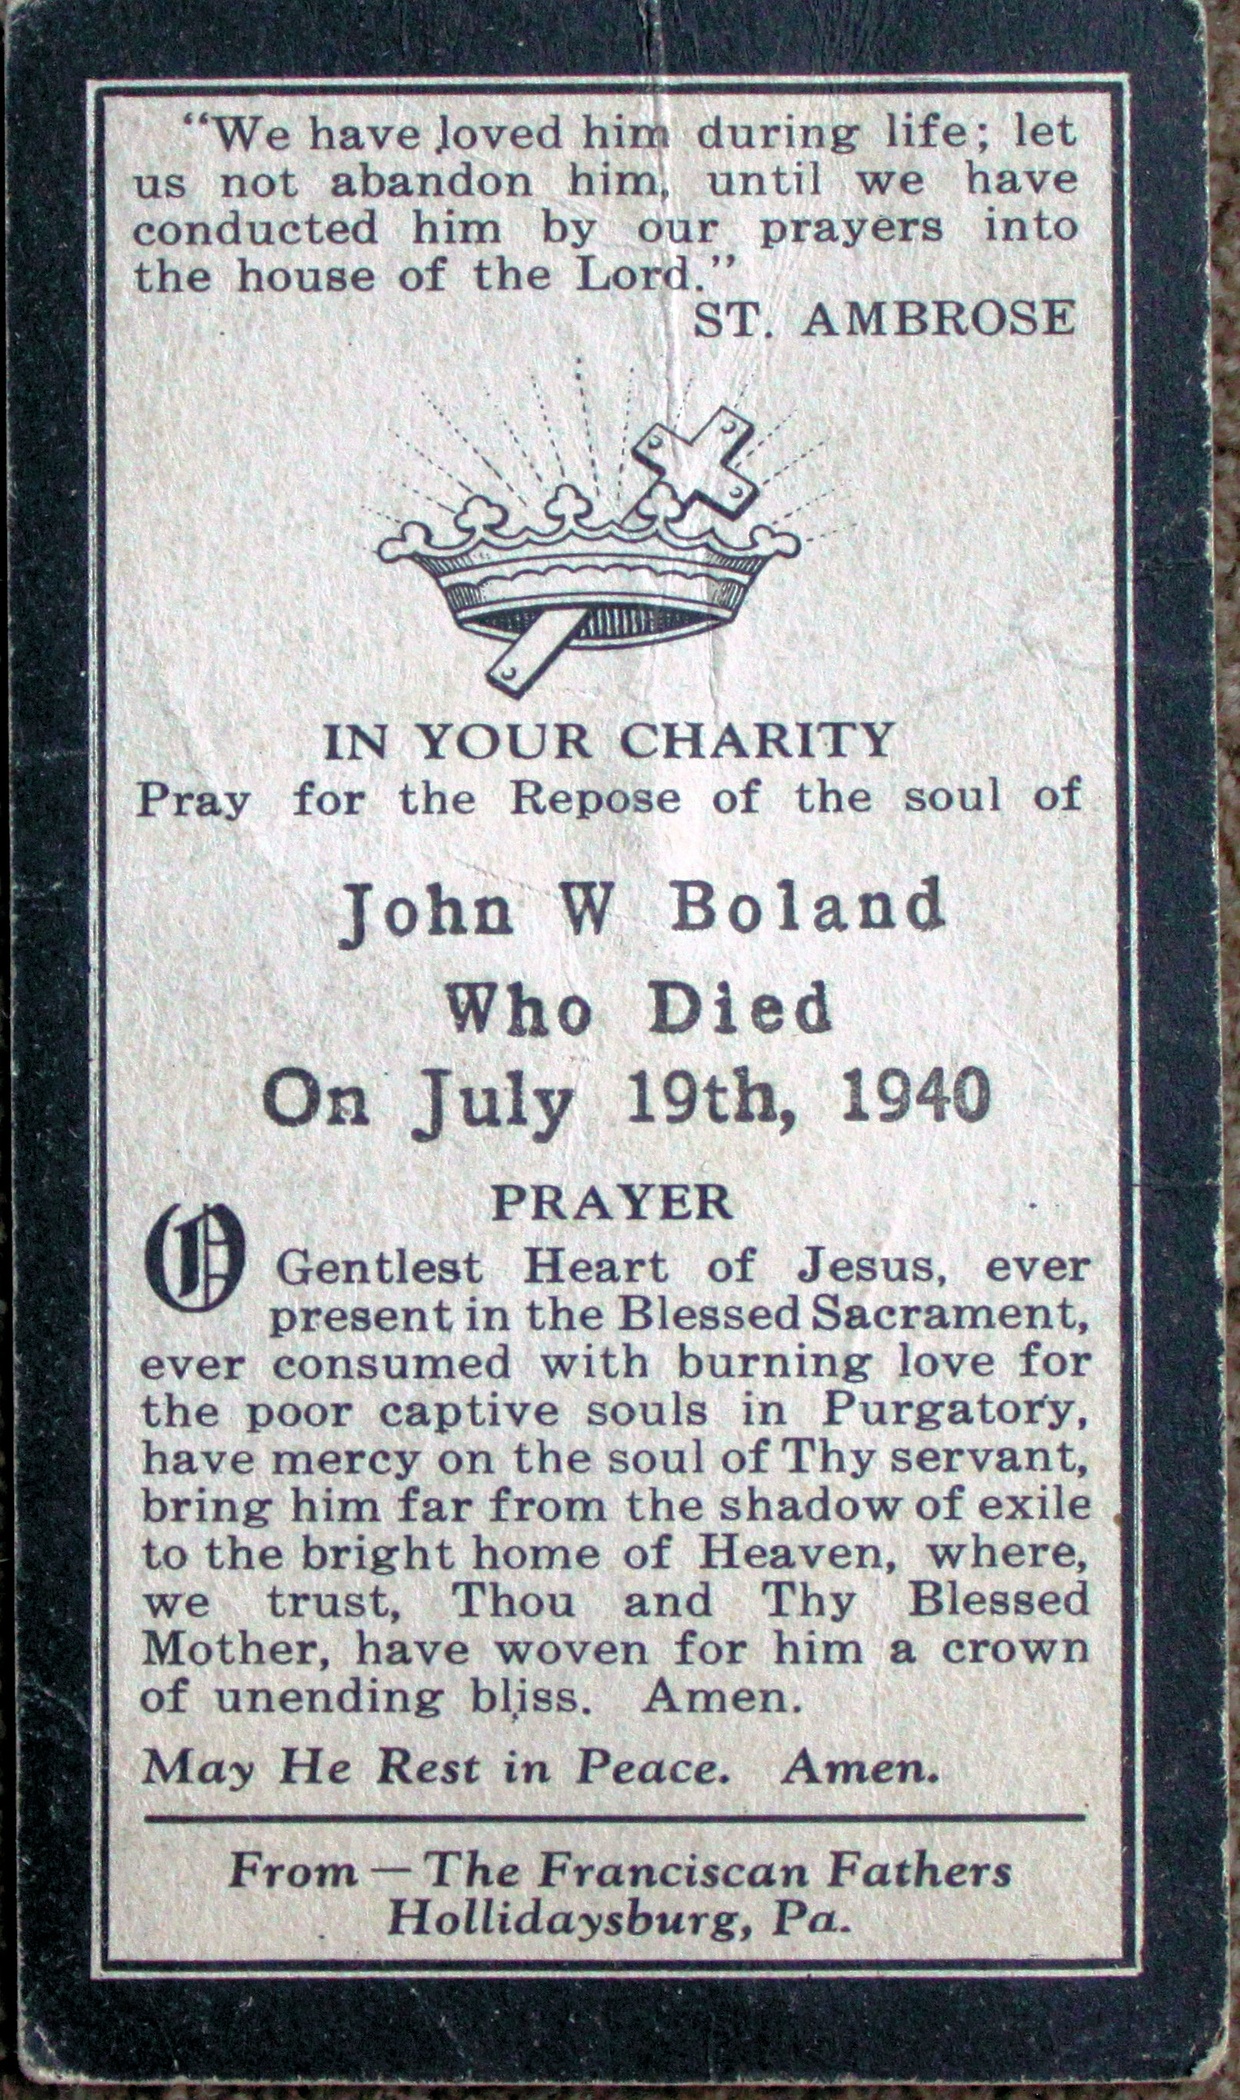 “We have loved him during life; let
us not abandon him, until we have
conducted him by our prayers into
the house of the Lord.”
ST. AMBROSE
IN YOUR CHARITY
Pray for the Repose of the soul of
John W Boland
Who Died
On July 19th, 1940
PRAYER
O Gentlest Heart of Jesus, ever
present in the Blessed Sacrament,
ever consumed with burning love for
the poor captive souls in Purgatory,
have mercy on the soul of Thy servant,
bring him far from the shadow of exile
to the bright home of Heaven, where,
we trust, Thou and Thy Blessed
Mother, have woven for him a crown
of unending bliss. Amen.
May He Rest in Peace. Amen.
From — The Franciscan Fathers
Hollidaysburg, Pa.